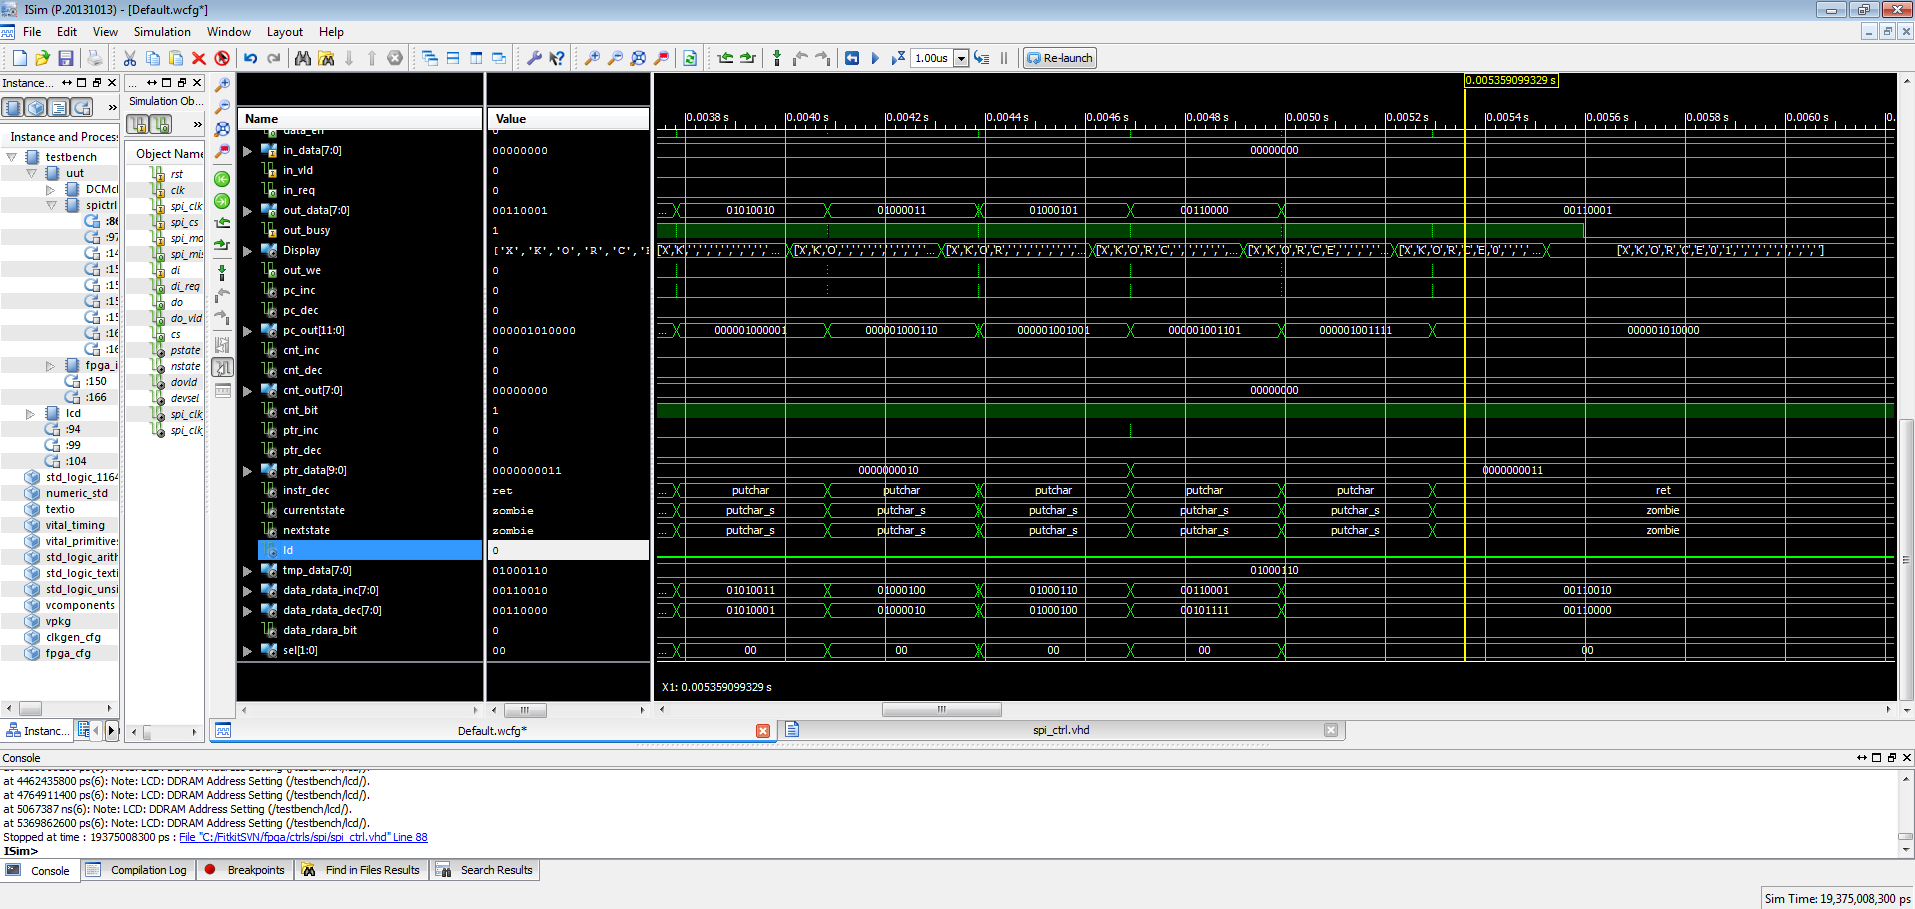 ISim (P.20131013) - [Default.wcfg*]
File Edit View Simulation Window Layout Help
1.00us Re-launch
Instance...
Instance and Process
testbench
uut
spictrl
:150
:166
lcd
:94
:99
:104
std_logic_1164
numeric_std
textio
vital_timing
vital_primitives
std_logic_arith
std_logic_texti
std_logic_unsi
vcomponents
vpkg
clkgen_cfg
fpga_cfg
Instanc...
...
Simulation Ob
Object Name
rst
clk
spi_clk
spi_cs
spi_mo
spi_mis
di
di_req
do
do_vld
cs
pstate
nstate
dovld
devsel
spi_clk
spi_clk
Name Value
data_en 0
in_data[7:0] 00000000
in_vld 0
in_req 0
out_data[7:0] 00110001
out_busy 1
Display ['X','K','O','R','C','
out_we 0
pc_inc 0
pc_dec 0
pc_out[11:0] 000001010000
cnt_inc 0
cnt_dec 0
cnt_out[7:0] 00000000
cnt_bit 1
ptr_inc 0
ptr_dec 0
ptr_data[9:0] 0000000011
instr_dec ret
currentstate zombie
nextstate zombie
ld 0
tmp_data[7:0] 01000110
data_rdata_inc[7:0] 00110010
data_rdata_dec[7:0] 00110000
data_rdara_bit 0
sel[1:0] 00
0.005359099329 s
0.0038 s 0.0040 s 0.0042 s 0.0044 s 0.0046 s 0.0048 s 0.0050 s 0.0052 s 0.0054 s 0.0056 s 0.0058 s 0.0060 s 0.
00000000
... 01010010 01000011 01000101 00110000 00110001
[X,K,',',',',',',',',',',',',',... [X,K,O,',',',',',',',',',',',',... [X,K,O,R,',',',',',',',',',',',... [X,K,O,R,C,',',',',',',',',',... [X,K,O,R,C,E,',',',',',',',',... [X,K,O,R,C,E,0,',',',',... [X,K,O,R,C,E,0,1,',',',',',',',',']
... 000001000001 000001000110 000001001001 000001001101 000001001111 000001010000
00000000
0000000010 0000000011
... putchar putchar putchar putchar putchar ret
... putchar_s putchar_s putchar_s putchar_s putchar_s zombie
... putchar_s putchar_s putchar_s putchar_s putchar_s zombie
01000110
... 01010011 01000100 01000110 00110001 00110010
... 01010001 01000010 01000100 00101111 00110000
... 00 00 00 00 00
X1: 0.005359099329 s
Default.wcfg* spi_ctrl.vhd
Console
at 4462435800 ps(6): Note: LCD: DDRAM Address Setting (/testbench/lcd/).
at 4764911400 ps(6): Note: LCD: DDRAM Address Setting (/testbench/lcd/).
at 5067387 ns(6): Note: LCD: DDRAM Address Setting (/testbench/lcd/).
at 5369862600 ps(6): Note: LCD: DDRAM Address Setting (/testbench/lcd/).
Stopped at time : 19375008300 ps : File "C:/FitkitSVN/fpga/ctrls/spi/spi_ctrl.vhd" Line 88
ISim>
Console Compilation Log Breakpoints Find in Files Results Search Results
Sim Time: 19,375,008,300 ps